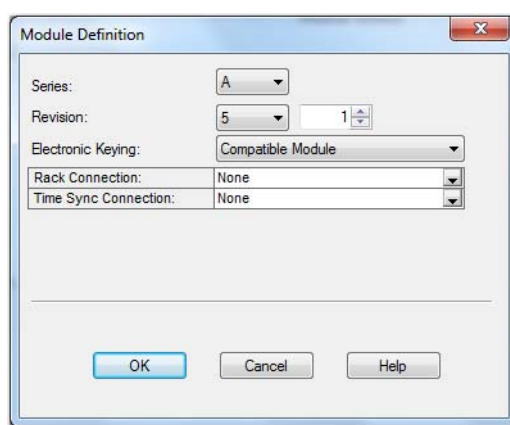 Module Definition
Series: A
Revision: 5 1
Electronic Keying: Compatible Module
Rack Connection: None
Time Sync Connection: None
OK Cancel Help